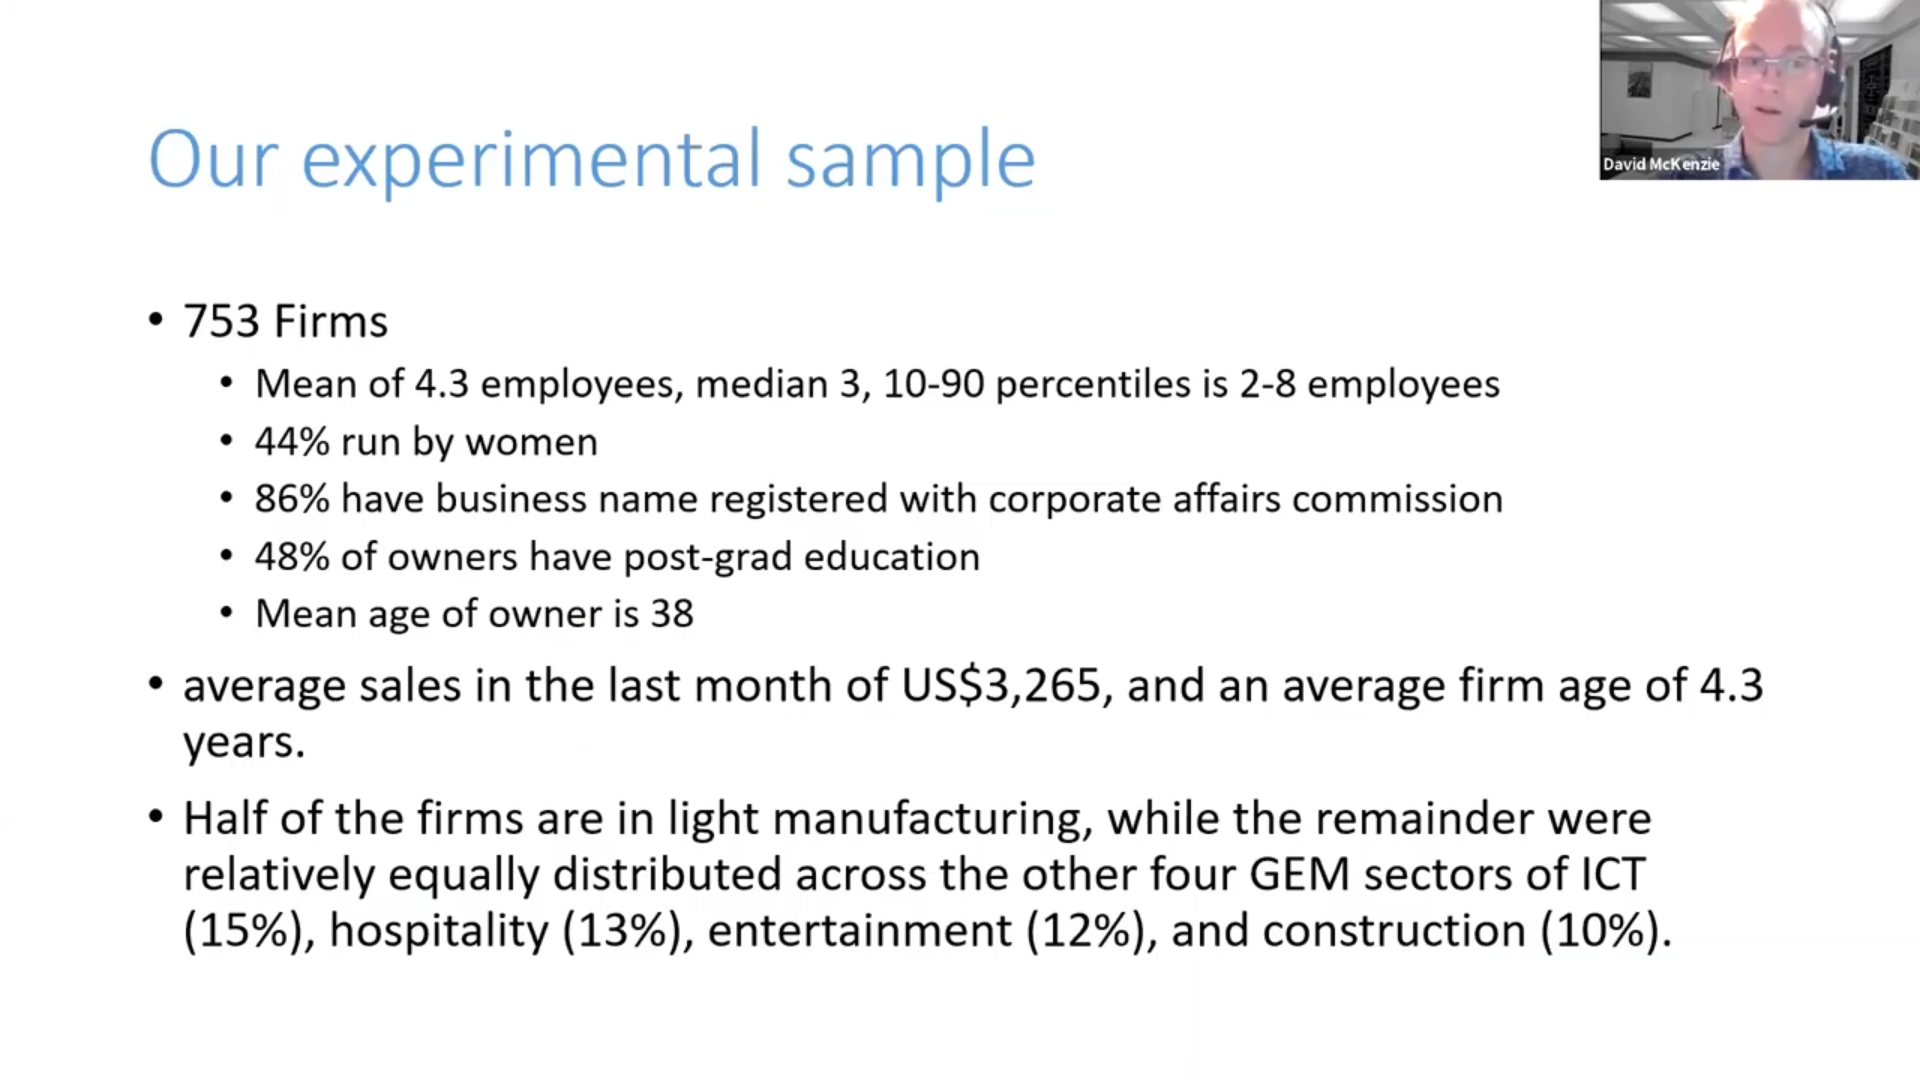 David McKenzie
Our experimental sample
• 753 Firms
• Mean of 4.3 employees, median 3, 10-90 percentiles is 2-8 employees
• 44% run by women
• 86% have business name registered with corporate affairs commission
• 48% of owners have post-grad education
• Mean age of owner is 38
• average sales in the last month of US$3,265, and an average firm age of 4.3
years.
• Half of the firms are in light manufacturing, while the remainder were
relatively equally distributed across the other four GEM sectors of ICT
(15%), hospitality (13%), entertainment (12%), and construction (10%).